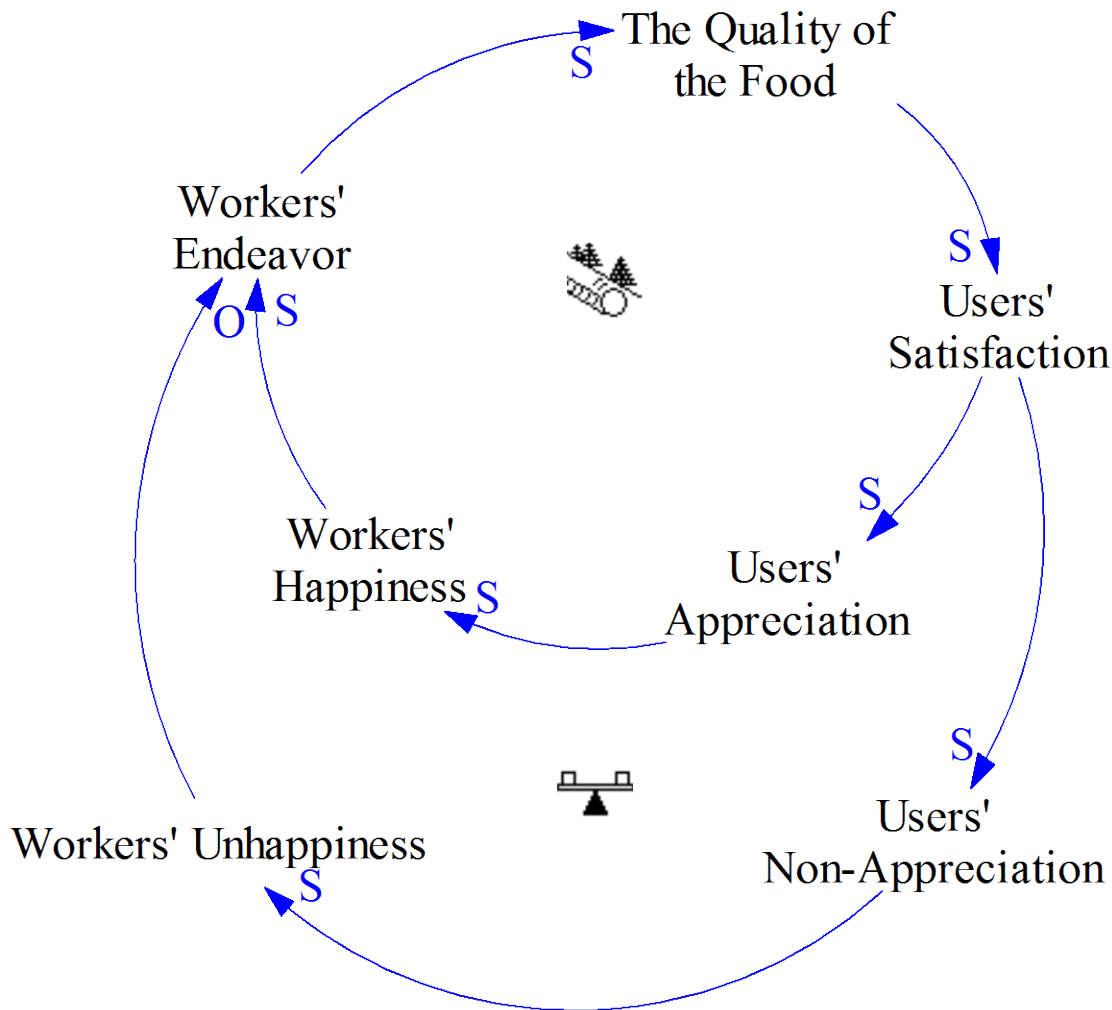 The Quality of
the Food
S
Workers'
Endeavor
S
Users'
Satisfaction
O
S
S
Workers'
Happiness
S
Users'
Appreciation
S
Users'
Non-Appreciation
Workers' Unhappiness
S